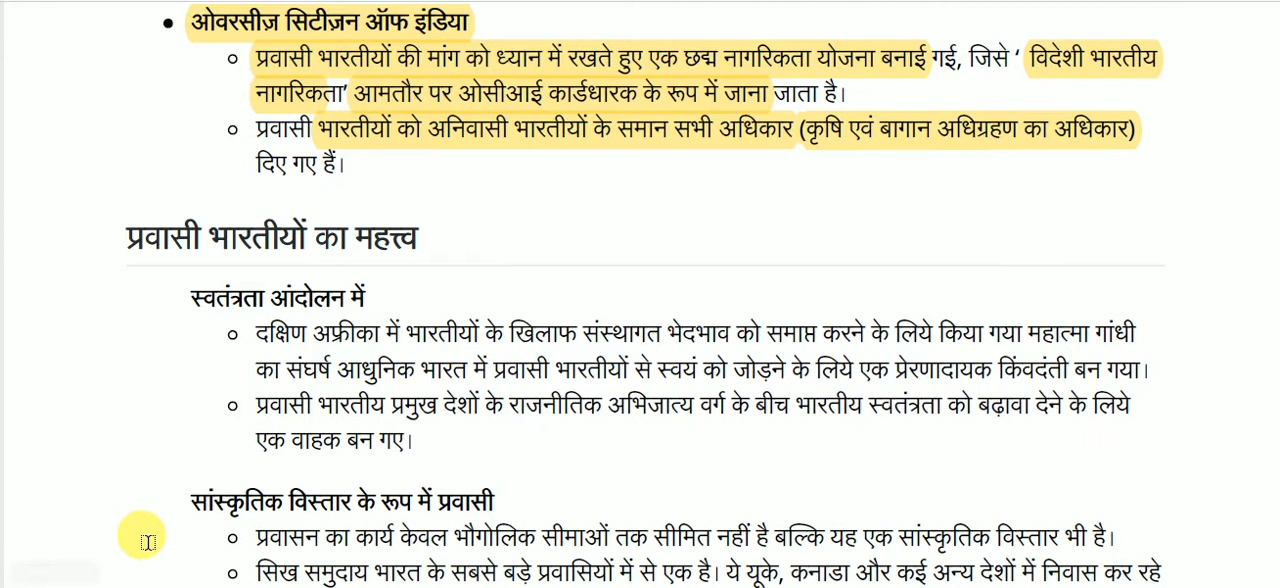 ओवरसीज़ सिटीज़न ऑफ इंडिया
प्रवासी भारतीयों की मांग को ध्यान में रखते हुए एक छद्म नागरिकता योजना बनाई गई, जिसे ‘ विदेशी भारतीय
नागरिकता’ आमतौर पर ओसीआई कार्डधारक के रूप में जाना जाता है।
प्रवासी भारतीयों को अनिवासी भारतीयों के समान सभी अधिकार (कृषि एवं बागान अधिग्रहण का अधिकार)
दिए गए हैं।
प्रवासी भारतीयों का महत्त्व
स्वतंत्रता आंदोलन में
दक्षिण अफ्रीका में भारतीयों के खिलाफ संस्थागत भेदभाव को समाप्त करने के लिये किया गया महात्मा गांधी
का संघर्ष आधुनिक भारत में प्रवासी भारतीयों से स्वयं को जोड़ने के लिये एक प्रेरणादायक किंवदंती बन गया।
प्रवासी भारतीय प्रमुख देशों के राजनीतिक अभिजात्य वर्ग के बीच भारतीय स्वतंत्रता को बढ़ावा देने के लिये
एक वाहक बन गए।
सांस्कृतिक विस्तार के रूप में प्रवासी
प्रवासन का कार्य केवल भौगोलिक सीमाओं तक सीमित नहीं है बल्कि यह एक सांस्कृतिक विस्तार भी है।
सिख समुदाय भारत के सबसे बड़े प्रवासियों में से एक है। ये यूके, कनाडा और कई अन्य देशों में निवास कर रहे